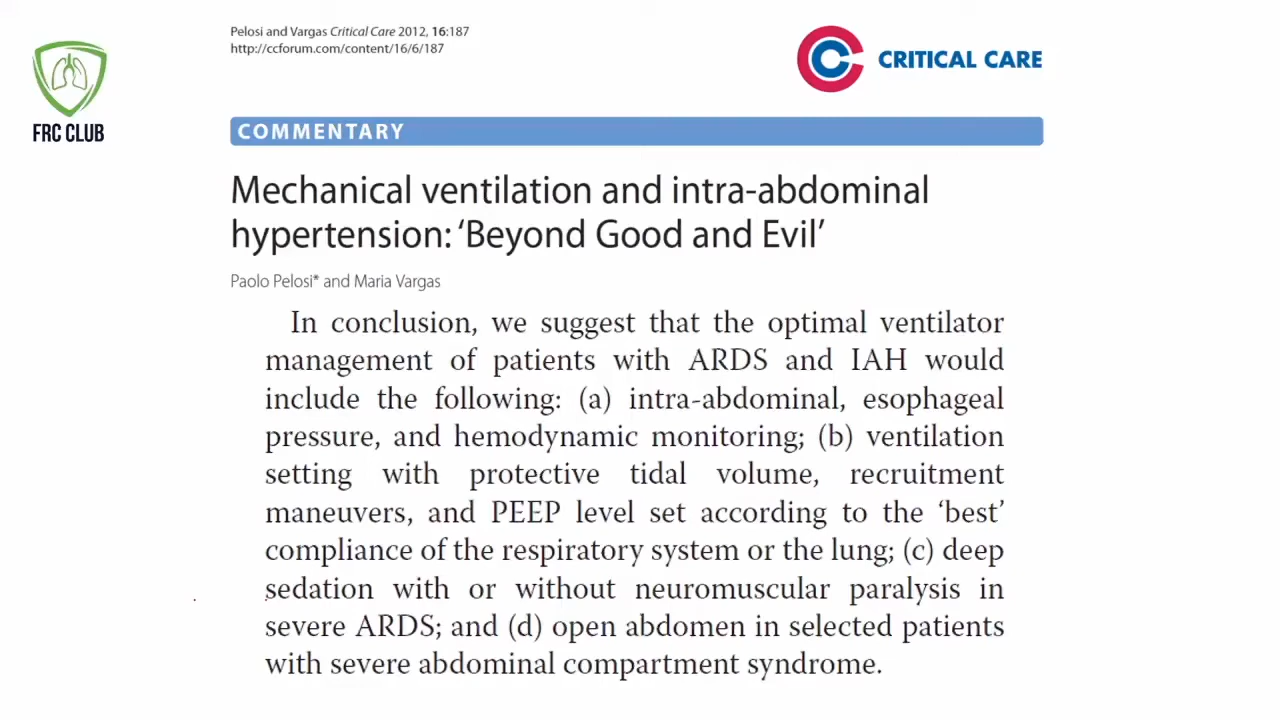 Pelosi and Vargas Critical Care 2012, 16:187
http://ccforum.com/content/16/6/187
CRITICAL CARE
FRC CLUB
COMMENTARY
Mechanical ventilation and intra-abdominal
hypertension: ‘Beyond Good and Evil’
Paolo Pelosi* and Maria Vargas
In conclusion, we suggest that the optimal ventilator
management of patients with ARDS and IAH would
include the following: (a) intra-abdominal, esophageal
pressure, and hemodynamic monitoring; (b) ventilation
setting with protective tidal volume, recruitment
maneuvers, and PEEP level set according to the ‘best’
compliance of the respiratory system or the lung; (c) deep
sedation with or without neuromuscular paralysis in
severe ARDS; and (d) open abdomen in selected patients
with severe abdominal compartment syndrome.